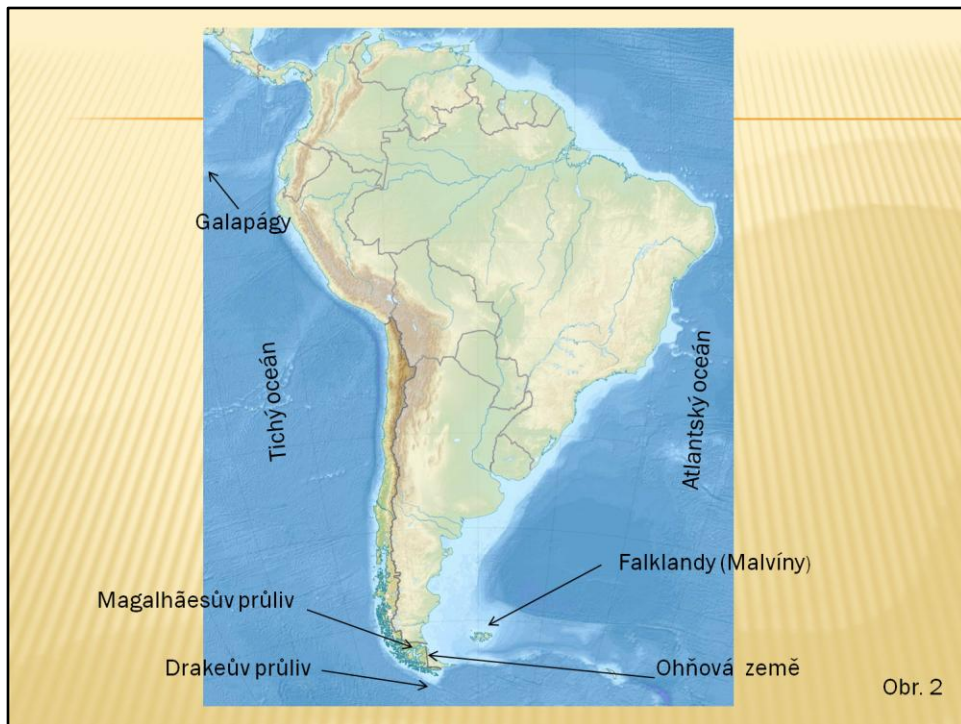 Galapágy
Tichý oceán
Atlantský oceán
Falklandy (Malvíny)
Magalhãesův průliv
Drakeův průliv
Ohňová země
Obr. 2